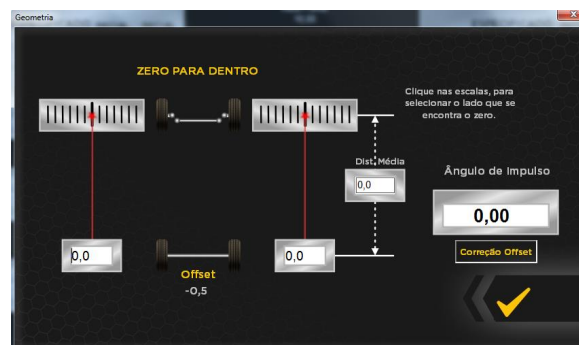 Geometria
ZERO PARA DENTRO
Clique nas escalas, para
selecionar o lado que se
encontra o zero.
Dist. Média
0,0
Ângulo de Impulso
0,00
Correção Offset
0,0
0,0
Offset
-0,5